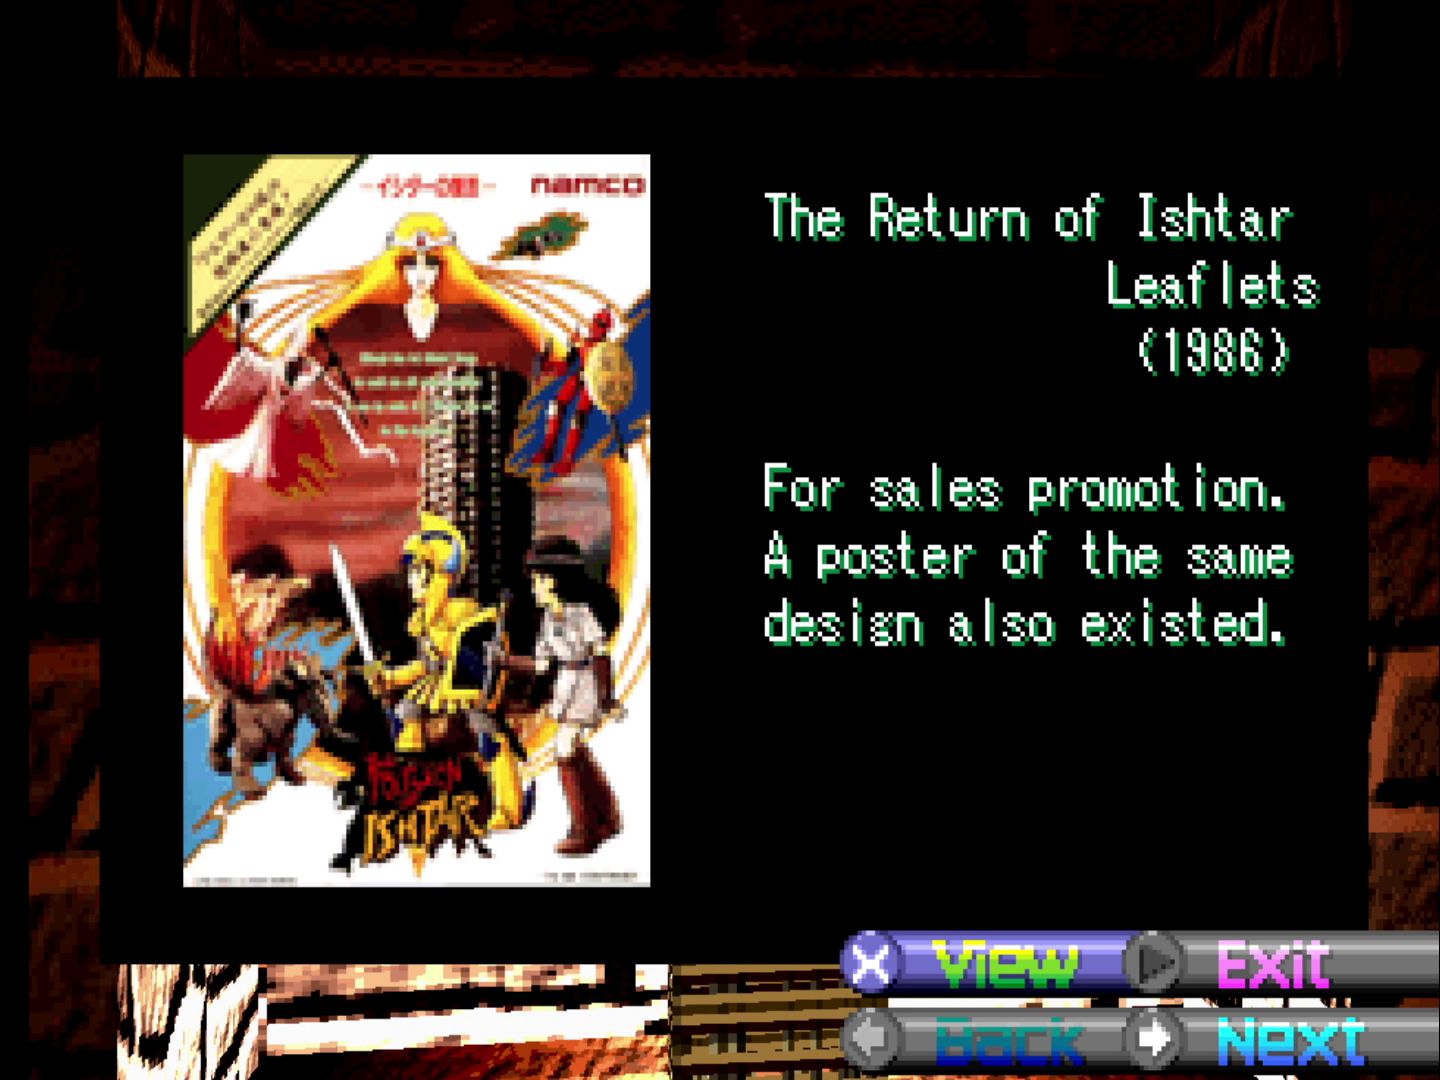 -イシターの復活-
namco
The Return of Ishtar
Leaflets
(1986)
For sales promotion.
A poster of the same
design also existed.
ISHTAR
View
Exit
Back
Next